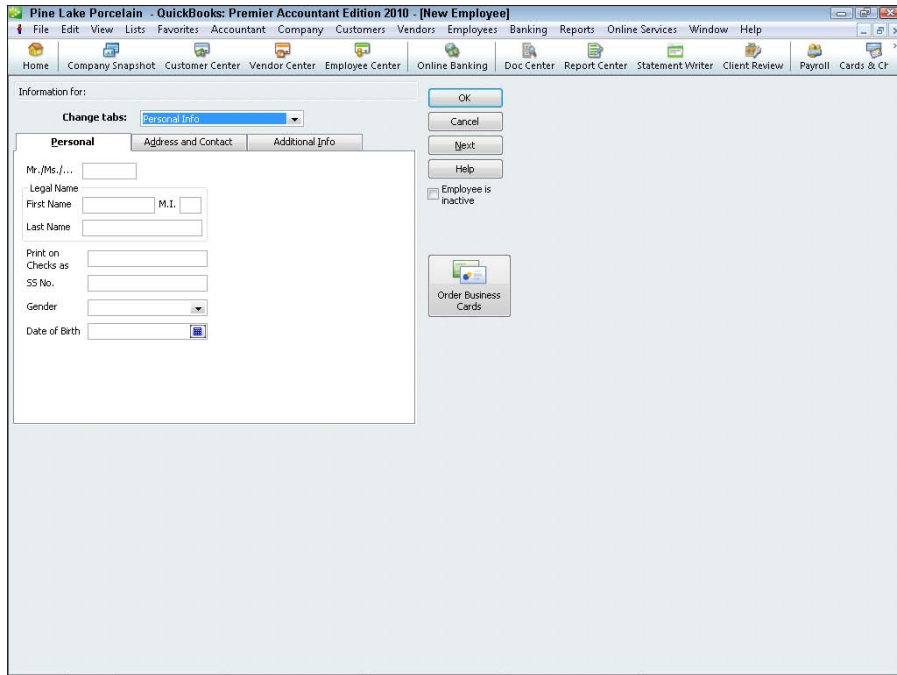 Pine Lake Porcelain - QuickBooks: Premier Accountant Edition 2010 - [New Employee]
File Edit View Lists Favorites Accountant Company Customers Vendors Employees Banking Reports Online Services Window Help
Home Company Snapshot Customer Center Vendor Center Employee Center Online Banking Doc Center Report Center Statement Writer Client Review Payroll Cards & Ch
Information for:
Change tabs: Personal Info
Personal Address and Contact Additional Info
Mr./Ms./...
Legal Name
First Name M.I.
Last Name
Print on
Checks as
SS No.
Gender
Date of Birth
OK
Cancel
Next
Help
Employee is
inactive
Order Business
Cards